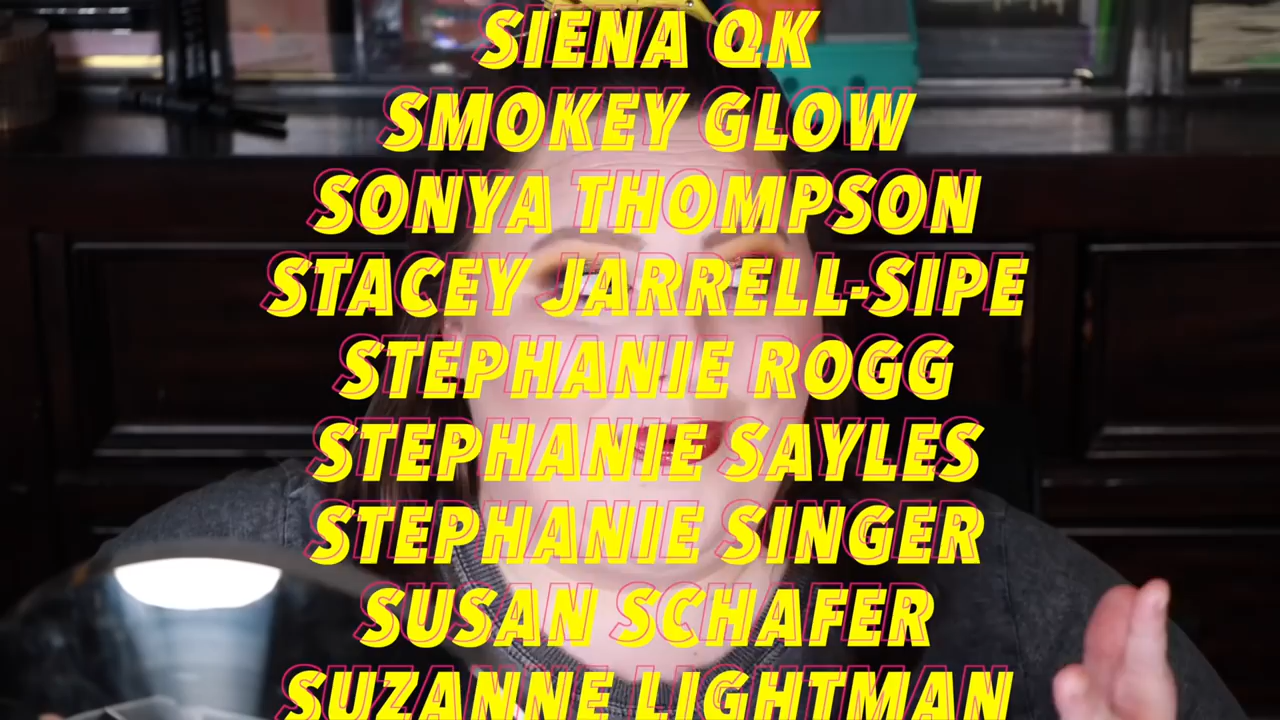 SIENA QK
SMOKEY GLOW
SONYA THOMPSON
STACEY JARRELL-SIPE
STEPHANIE ROGG
STEPHANIE SAYLES
STEPHANIE SINGER
SUSAN SCHAFER
SUZANNE LIGHTMAN